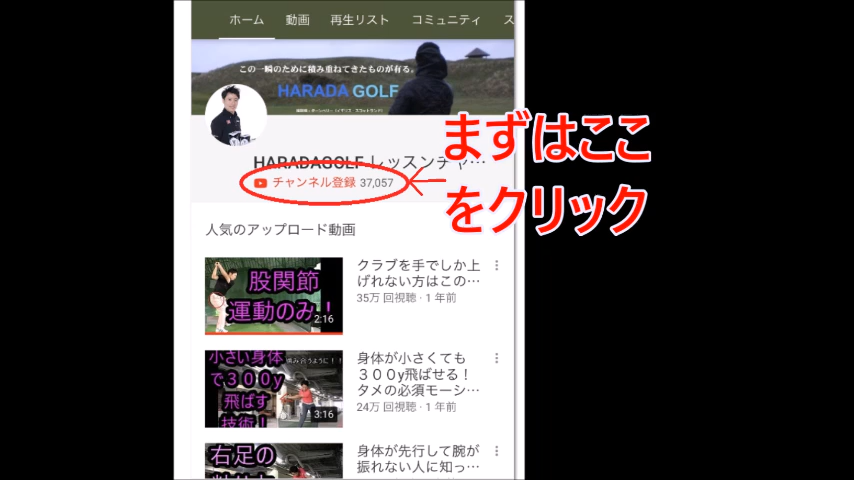 ホーム 動画 再生リスト コミュニティ ス
この一瞬のために積み重ねてきたものが有る。
HARADA GOLF
HARADAGOLF レッスンチャ…
チャンネル登録 37,057
まずはここ
をクリック
人気のアップロード動画
股関節
運動のみ!
2:16
クラブを手でしか上
げれない方はこの…
35万 回視聴・1 年前
小さい身体
で300y
飛ばす
技術!
3:16
身体が小さくても
300y飛ばせる!
タメの必須モーシ…
24万 回視聴・1 年前
右足の
身体が先行して腕が
振れない人に知っ…